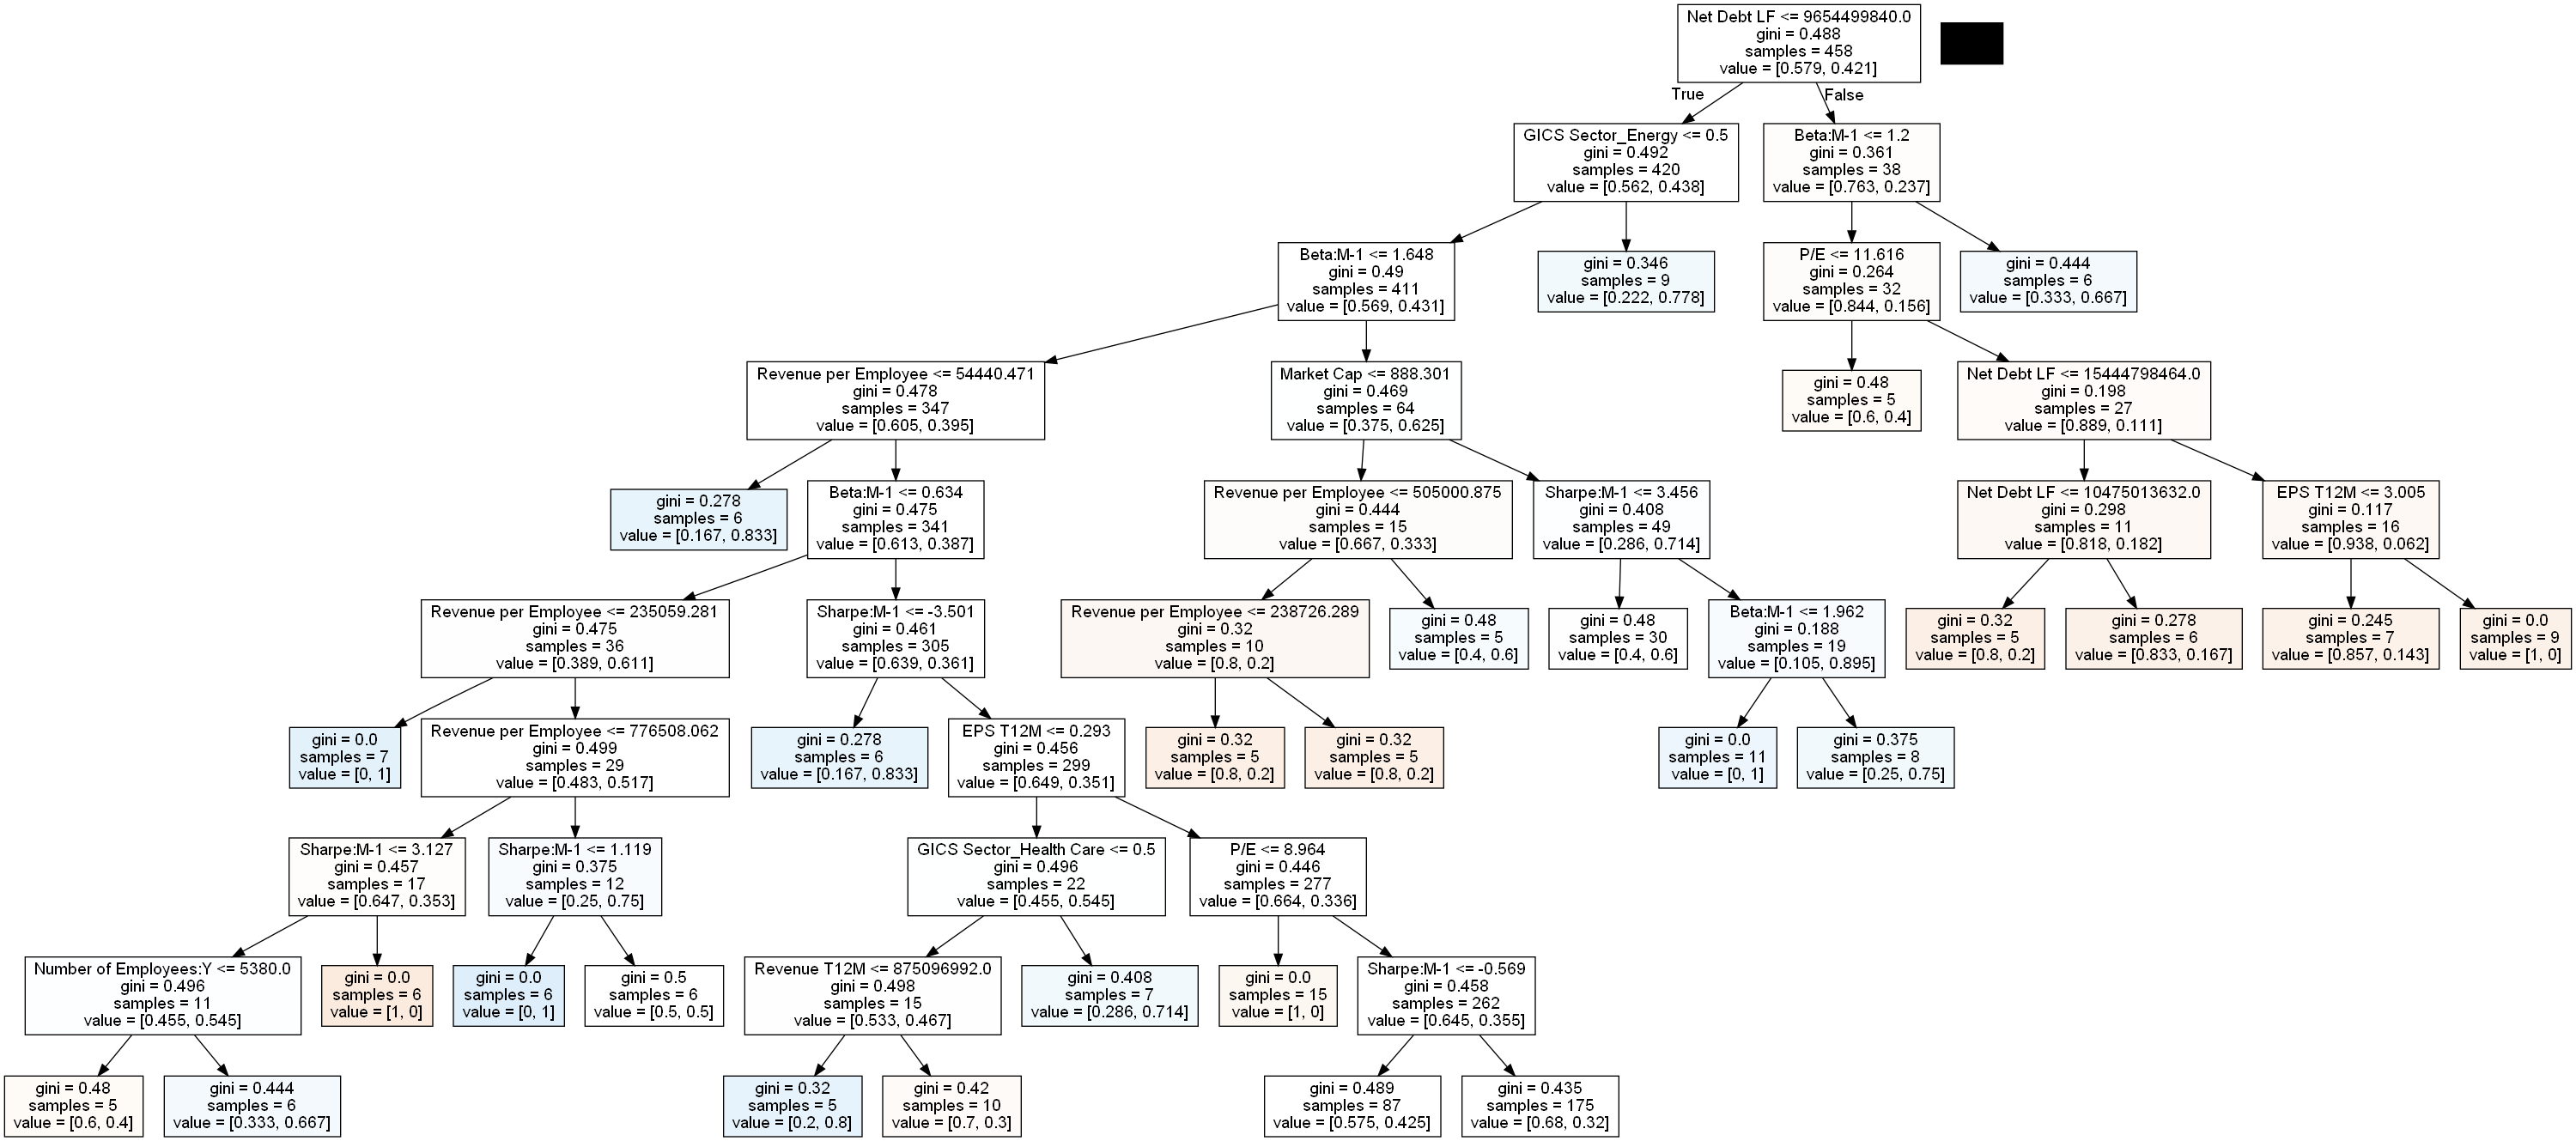 Net Debt LF <= 9654499840.0
gini = 0.488
samples = 458
value = [0.579, 0.421]
True
False
GICS Sector_Energy <= 0.5
gini = 0.492
samples = 420
value = [0.562, 0.438]
Beta:M-1 <= 1.2
gini = 0.361
samples = 38
value = [0.763, 0.237]
Beta:M-1 <= 1.648
gini = 0.49
samples = 411
value = [0.569, 0.431]
gini = 0.346
samples = 9
value = [0.222, 0.778]
P/E <= 11.616
gini = 0.264
samples = 32
value = [0.844, 0.156]
gini = 0.444
samples = 6
value = [0.333, 0.667]
Revenue per Employee <= 54440.471
gini = 0.478
samples = 347
value = [0.605, 0.395]
Market Cap <= 888.301
gini = 0.469
samples = 64
value = [0.375, 0.625]
gini = 0.48
samples = 5
value = [0.6, 0.4]
Net Debt LF <= 15444798464.0
gini = 0.198
samples = 27
value = [0.889, 0.111]
gini = 0.278
samples = 6
value = [0.167, 0.833]
Beta:M-1 <= 0.634
gini = 0.475
samples = 341
value = [0.613, 0.387]
Revenue per Employee <= 505000.875
gini = 0.444
samples = 15
value = [0.667, 0.333]
Sharpe:M-1 <= 3.456
gini = 0.408
samples = 49
value = [0.286, 0.714]
Net Debt LF <= 10475013632.0
gini = 0.298
samples = 11
value = [0.818, 0.182]
EPS T12M <= 3.005
gini = 0.117
samples = 16
value = [0.938, 0.062]
Revenue per Employee <= 235059.281
gini = 0.475
samples = 36
value = [0.389, 0.611]
Sharpe:M-1 <= -3.501
gini = 0.461
samples = 305
value = [0.639, 0.361]
Revenue per Employee <= 238726.289
gini = 0.32
samples = 10
value = [0.8, 0.2]
gini = 0.48
samples = 5
value = [0.4, 0.6]
gini = 0.48
samples = 30
value = [0.4, 0.6]
Beta:M-1 <= 1.962
gini = 0.188
samples = 19
value = [0.105, 0.895]
gini = 0.32
samples = 5
value = [0.8, 0.2]
gini = 0.278
samples = 6
value = [0.833, 0.167]
gini = 0.245
samples = 7
value = [0.857, 0.143]
gini = 0.0
samples = 9
value = [1, 0]
gini = 0.0
samples = 7
value = [0, 1]
Revenue per Employee <= 776508.062
gini = 0.499
samples = 29
value = [0.483, 0.517]
gini = 0.278
samples = 6
value = [0.167, 0.833]
EPS T12M <= 0.293
gini = 0.456
samples = 299
value = [0.649, 0.351]
gini = 0.32
samples = 5
value = [0.8, 0.2]
gini = 0.32
samples = 5
value = [0.8, 0.2]
gini = 0.0
samples = 11
value = [0, 1]
gini = 0.375
samples = 8
value = [0.25, 0.75]
Sharpe:M-1 <= 3.127
gini = 0.457
samples = 17
value = [0.647, 0.353]
Sharpe:M-1 <= 1.119
gini = 0.375
samples = 12
value = [0.25, 0.75]
GICS Sector_Health Care <= 0.5
gini = 0.496
samples = 22
value = [0.455, 0.545]
P/E <= 8.964
gini = 0.446
samples = 277
value = [0.664, 0.336]
Number of Employees:Y <= 5380.0
gini = 0.496
samples = 11
value = [0.455, 0.545]
gini = 0.0
samples = 6
value = [1, 0]
gini = 0.0
samples = 6
value = [0, 1]
gini = 0.5
samples = 6
value = [0.5, 0.5]
Revenue T12M <= 875096992.0
gini = 0.498
samples = 15
value = [0.533, 0.467]
gini = 0.408
samples = 7
value = [0.286, 0.714]
gini = 0.0
samples = 15
value = [1, 0]
Sharpe:M-1 <= -0.569
gini = 0.458
samples = 262
value = [0.645, 0.355]
gini = 0.48
samples = 5
value = [0.6, 0.4]
gini = 0.444
samples = 6
value = [0.333, 0.667]
gini = 0.32
samples = 5
value = [0.2, 0.8]
gini = 0.42
samples = 10
value = [0.7, 0.3]
gini = 0.489
samples = 87
value = [0.575, 0.425]
gini = 0.435
samples = 175
value = [0.68, 0.32]